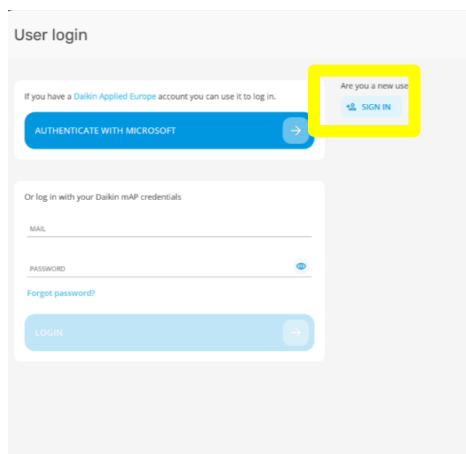 User login
If you have a Daikin Applied Europe account you can use it to log in.
AUTHENTICATE WITH MICROSOFT
Are you a new use
SIGN IN
Or log in with your Daikin mAP credentials
MAIL
PASSWORD
Forgot password?
LOGIN